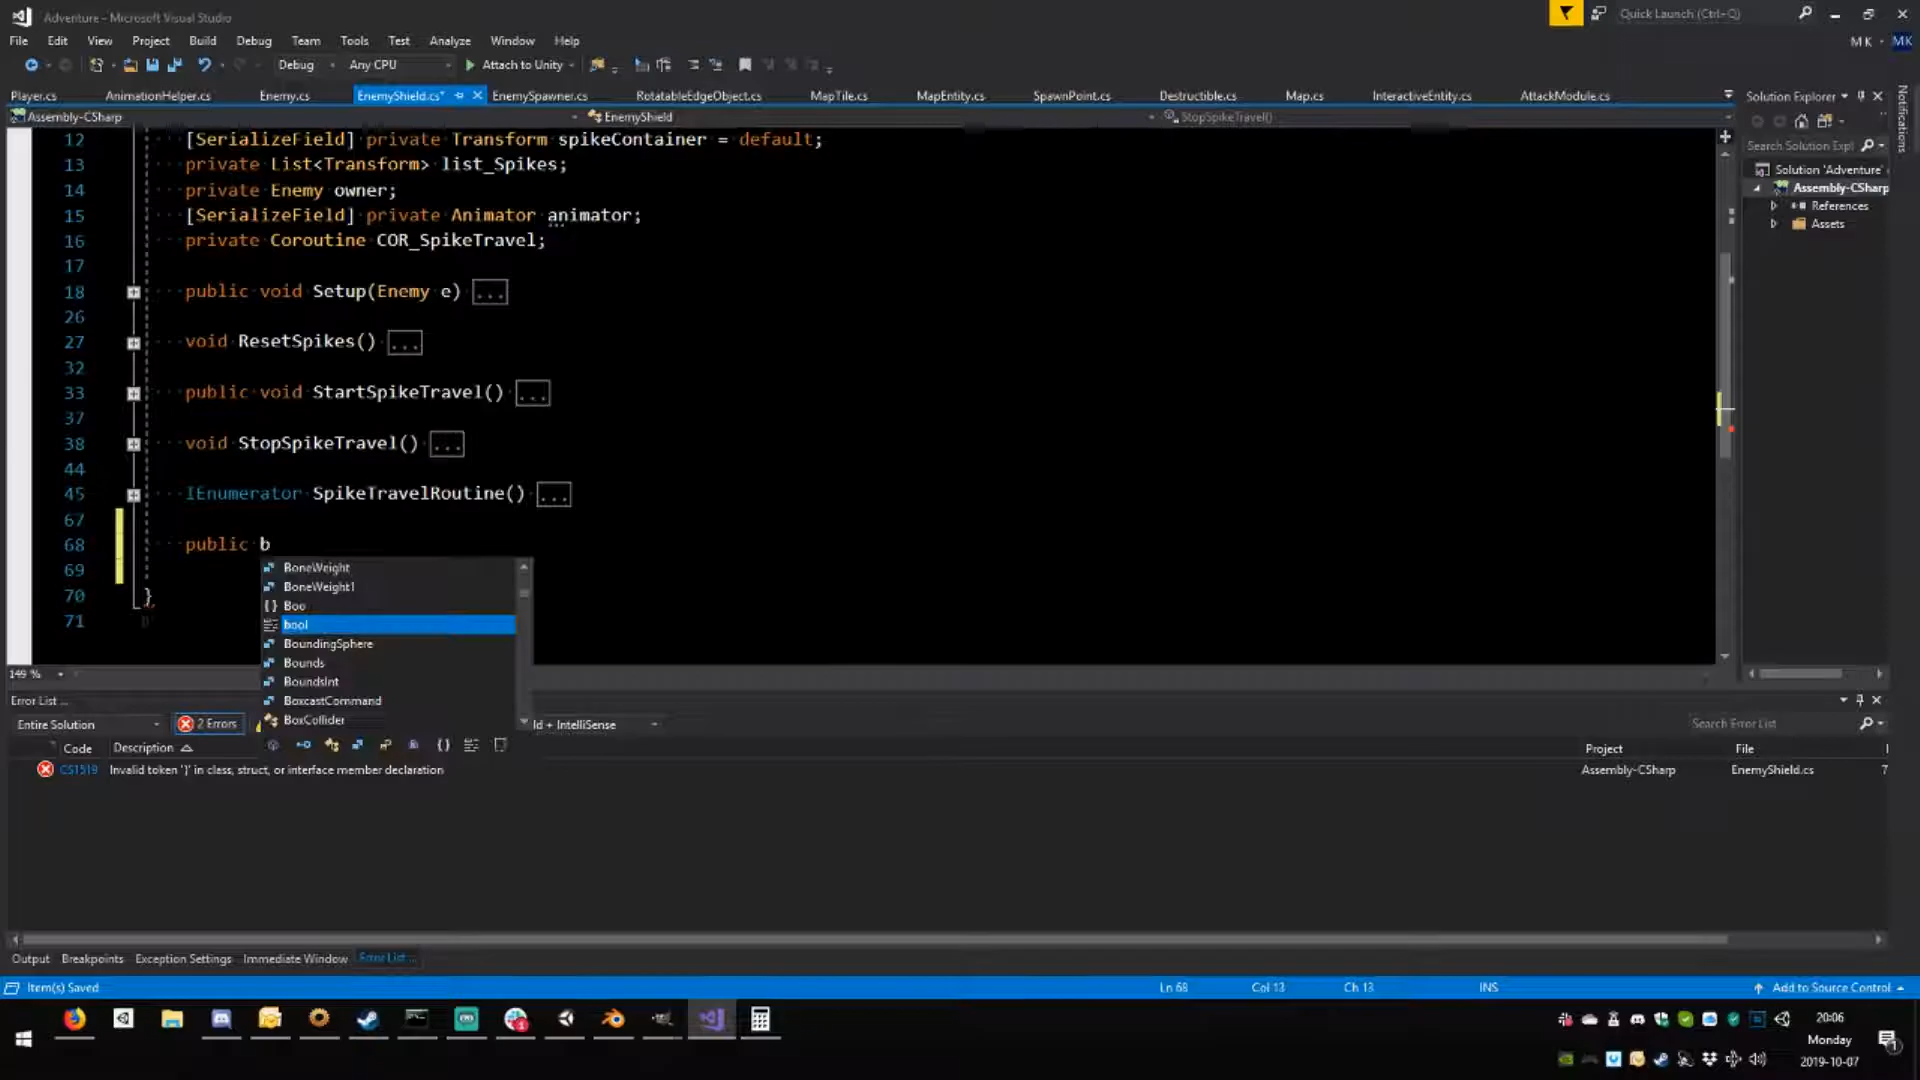 Adventure - Microsoft Visual Studio
Quick Launch (Ctrl+Q)
File Edit View Project Build Debug Team Tools Test Analyze Window Help
MK MK
Debug Any CPU Attach to Unity
Player.cs AnimationHelper.cs Enemy.cs EnemyShield.cs* EnemySpawner.cs RotatableEdgeObject.cs MapTile.cs MapEntity.cs SpawnPoint.cs Destructible.cs Map.cs InteractiveEntity.cs AttackModule.cs
Solution Explorer
Notifications
Assembly-CSharp EnemyShield StopSpikeTravel()
Search Solution Expl
Solution 'Adventure'
Assembly-CSharp
References
Assets
12 [SerializeField] private Transform spikeContainer = default;
13 private List<Transform> list_Spikes;
14 private Enemy owner;
15 [SerializeField] private Animator animator;
16 private Coroutine COR_SpikeTravel;
17
18 public void Setup(Enemy e) ...
26
27 void ResetSpikes() ...
32
33 public void StartSpikeTravel() ...
37
38 void StopSpikeTravel() ...
44
45 IEnumerator SpikeTravelRoutine() ...
67
68 public b
69
70 }
71
BoneWeight
BoneWeight1
{ } Boo
bool
BoundingSphere
Bounds
BoundsInt
BoxcastCommand
BoxCollider
149 %
Error List ...
Entire Solution 2 Errors ld + IntelliSense Search Error List
Code Description Project File
CS1519 Invalid token '}' in class, struct, or interface member declaration Assembly-CSharp EnemyShield.cs 7
Output Breakpoints Exception Settings Immediate Window Error List ...
Item(s) Saved Ln 68 Col 13 Ch 13 INS Add to Source Control
20:06
Monday
2019-10-07